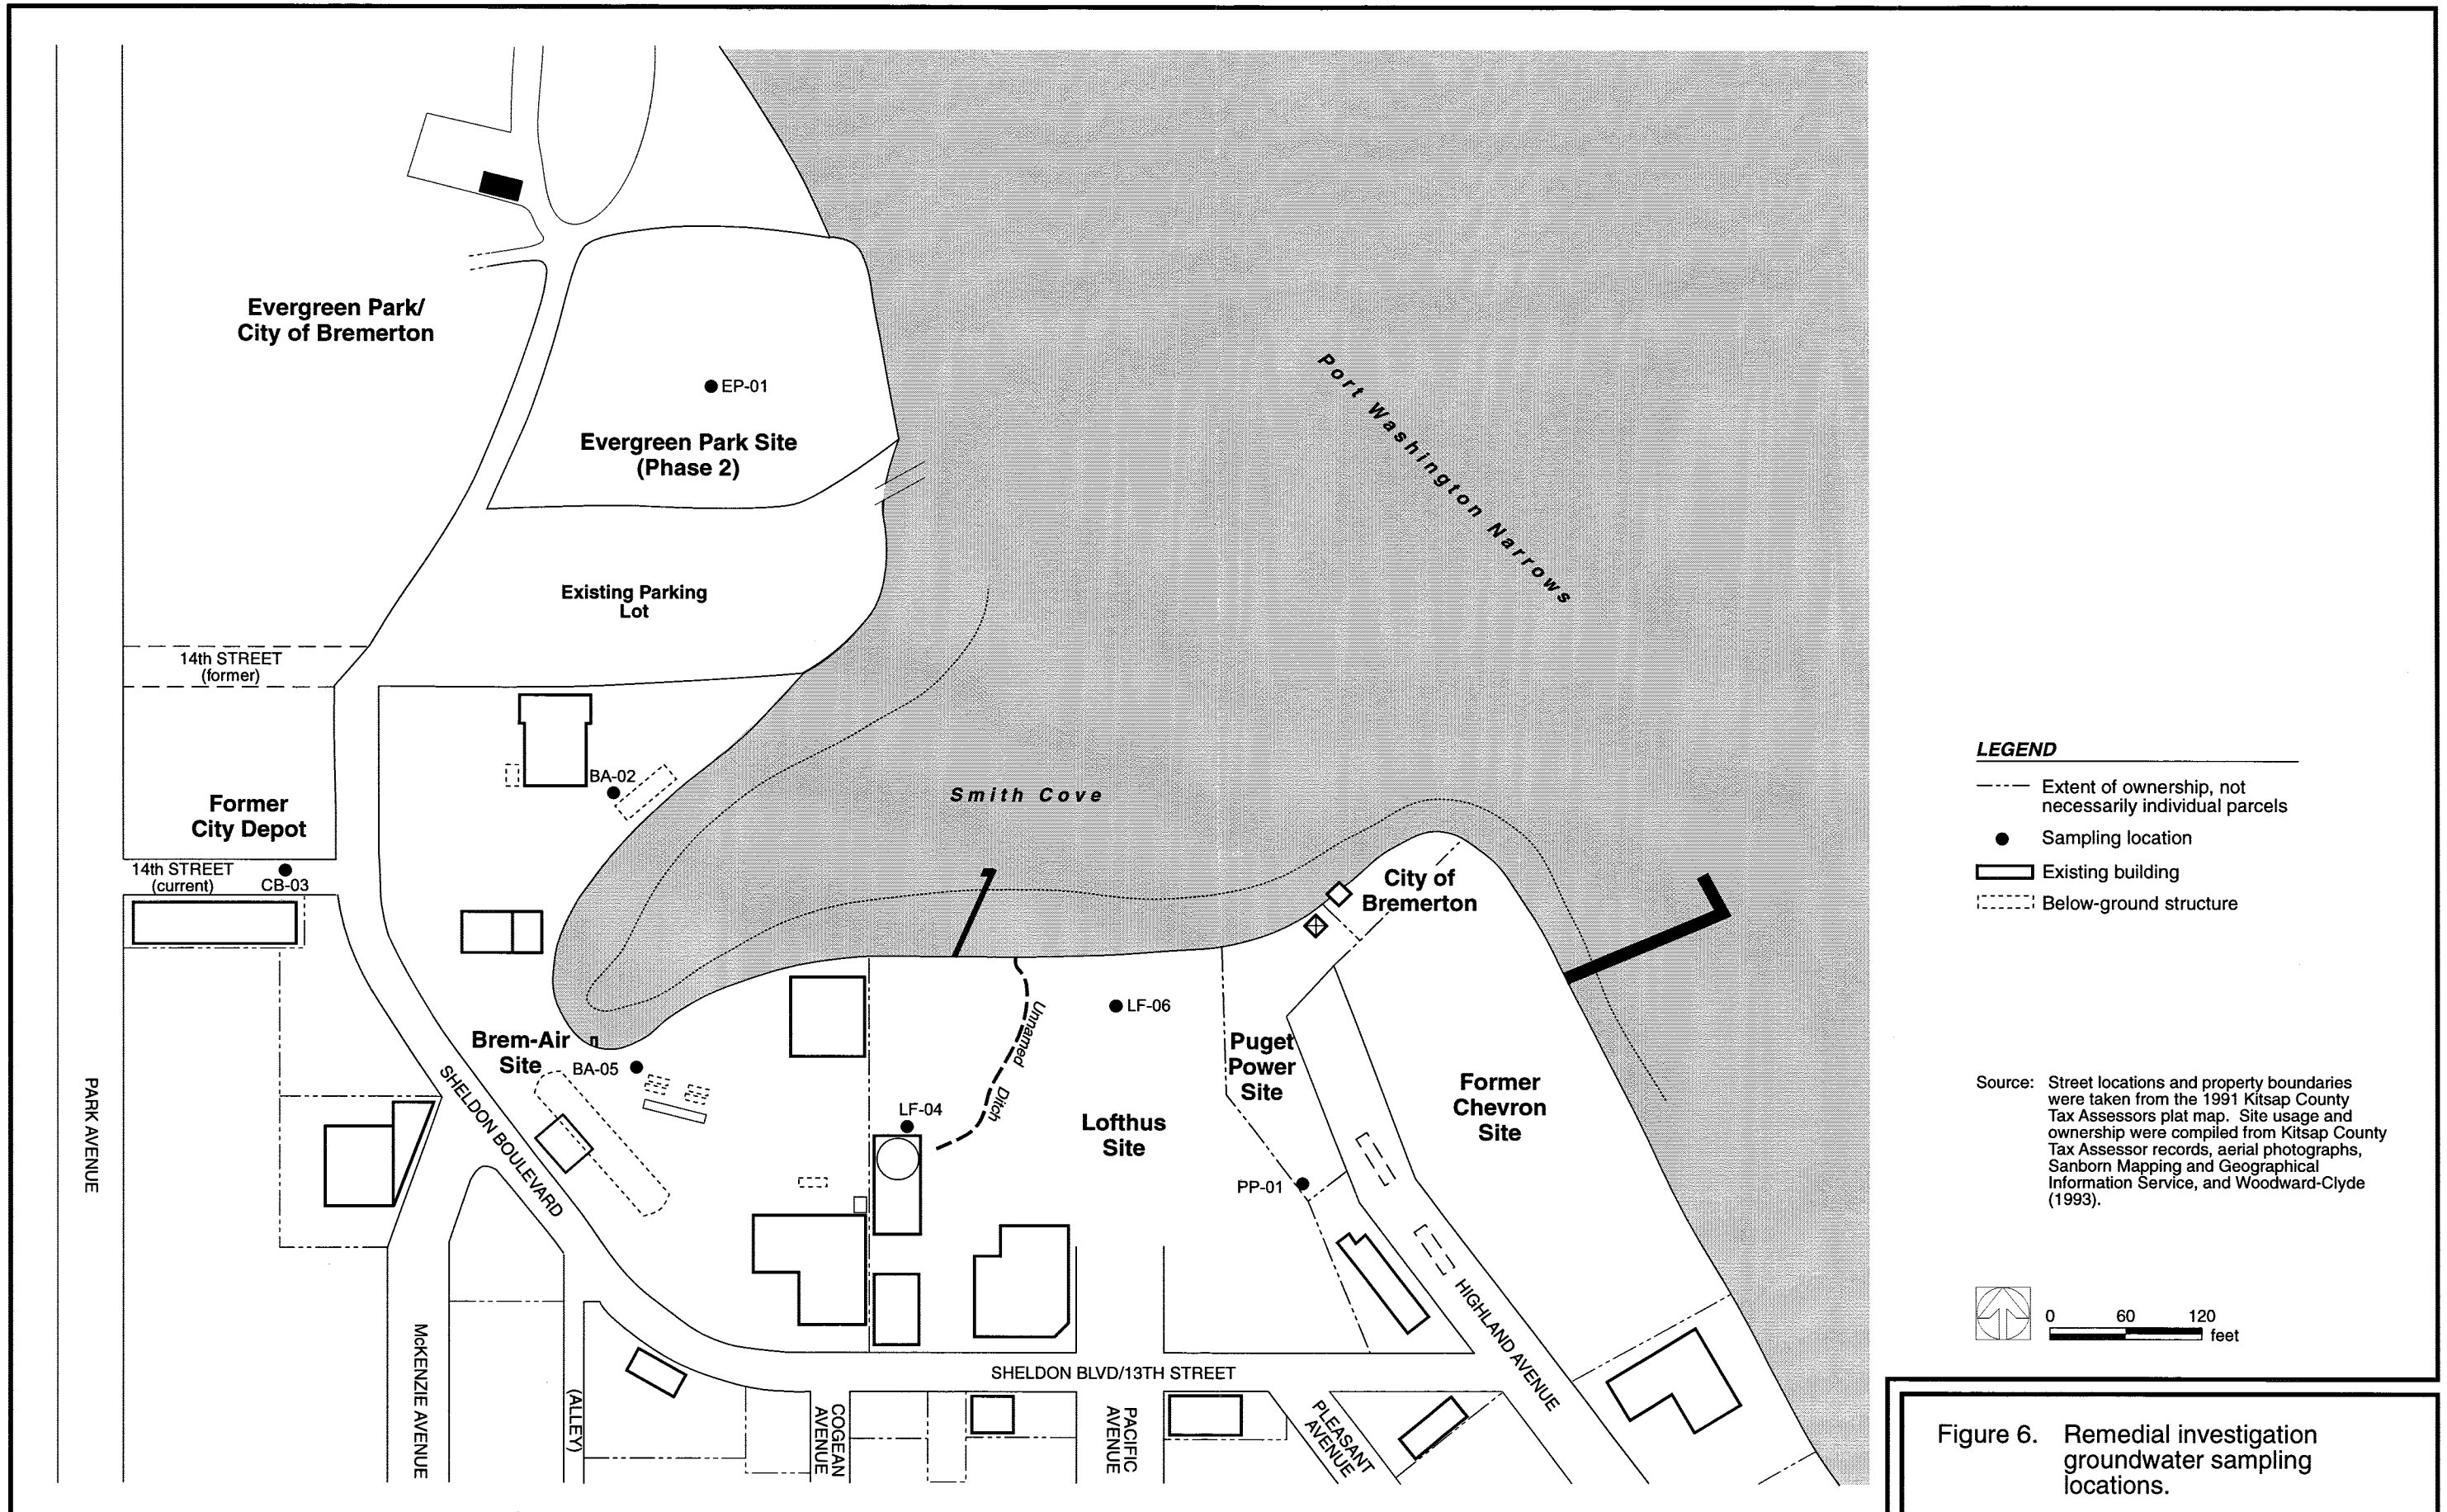 Evergreen Park/
City of Bremerton
EP-01
Evergreen Park Site
(Phase 2)
Port Washington Narrows
Existing Parking
Lot
14th STREET
(former)
BA-02
Smith Cove
Former
City Depot
14th STREET
(current)
CB-03
City of
Bremerton
LF-06
Unnamed Ditch
Brem-Air
Site
BA-05
Puget
Power
Site
Former
Chevron
Site
LF-04
Lofthus
Site
PP-01
PARK AVENUE
SHELDON BOULEVARD
HIGHLAND AVENUE
SHELDON BLVD/13TH STREET
McKENZIE AVENUE
(ALLEY)
COGEAN
AVENUE
PACIFIC
AVENUE
PLEASANT
AVENUE
LEGEND
Extent of ownership, not
necessarily individual parcels
Sampling location
Existing building
Below-ground structure
Source: Street locations and property boundaries
were taken from the 1991 Kitsap County
Tax Assessors plat map. Site usage and
ownership were compiled from Kitsap County
Tax Assessor records, aerial photographs,
Sanborn Mapping and Geographical
Information Service, and Woodward-Clyde
(1993).
0 60 120
feet
Figure 6. Remedial investigation
groundwater sampling
locations.